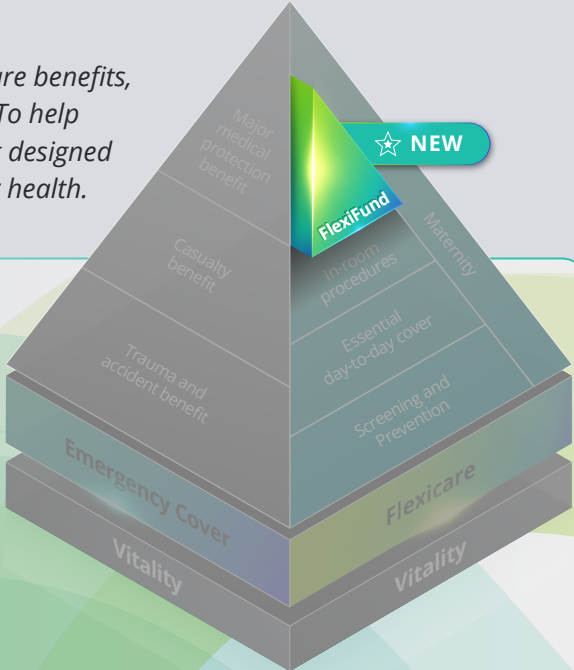 are benefits,
To help
designed
health.
NEW
FlexiFund
Major
medical
protection
benefit
Casualty
benefit
Trauma and
accident benefit
Maternity
In-room
procedures
Essential
day-to-day cover
Screening and
Prevention
Emergency Cover
Flexicare
Vitality
Vitality